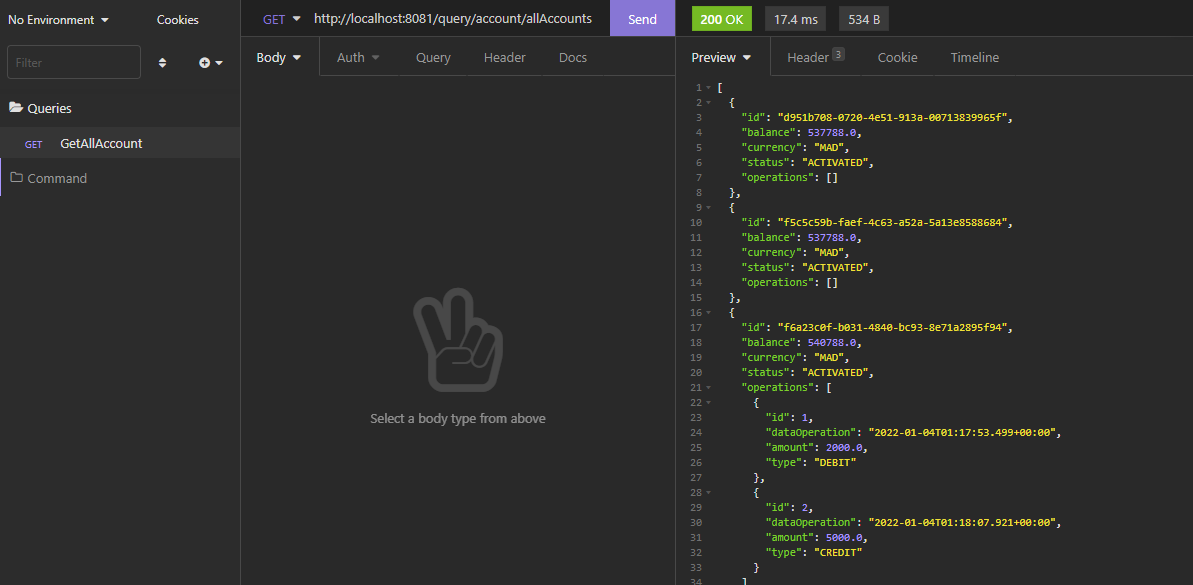 No Environment
Cookies
Filter
Queries
GET GetAllAccount
Command
GET http://localhost:8081/query/account/allAccounts Send
Body Auth Query Header Docs
Select a body type from above
200 OK 17.4 ms 534 B
Preview Header 3 Cookie Timeline
1 [
2 {
3 "id": "d951b708-0720-4e51-913a-00713839965f",
4 "balance": 537788.0,
5 "currency": "MAD",
6 "status": "ACTIVATED",
7 "operations": []
8 },
9 {
10 "id": "f5c5c59b-faef-4c63-a52a-5a13e8588684",
11 "balance": 537788.0,
12 "currency": "MAD",
13 "status": "ACTIVATED",
14 "operations": []
15 },
16 {
17 "id": "f6a23c0f-b031-4840-bc93-8e71a2895f94",
18 "balance": 540788.0,
19 "currency": "MAD",
20 "status": "ACTIVATED",
21 "operations": [
22 {
23 "id": 1,
24 "dataOperation": "2022-01-04T01:17:53.499+00:00",
25 "amount": 2000.0,
26 "type": "DEBIT"
27 },
28 {
29 "id": 2,
30 "dataOperation": "2022-01-04T01:18:07.921+00:00",
31 "amount": 5000.0,
32 "type": "CREDIT"
33 }
34 ]